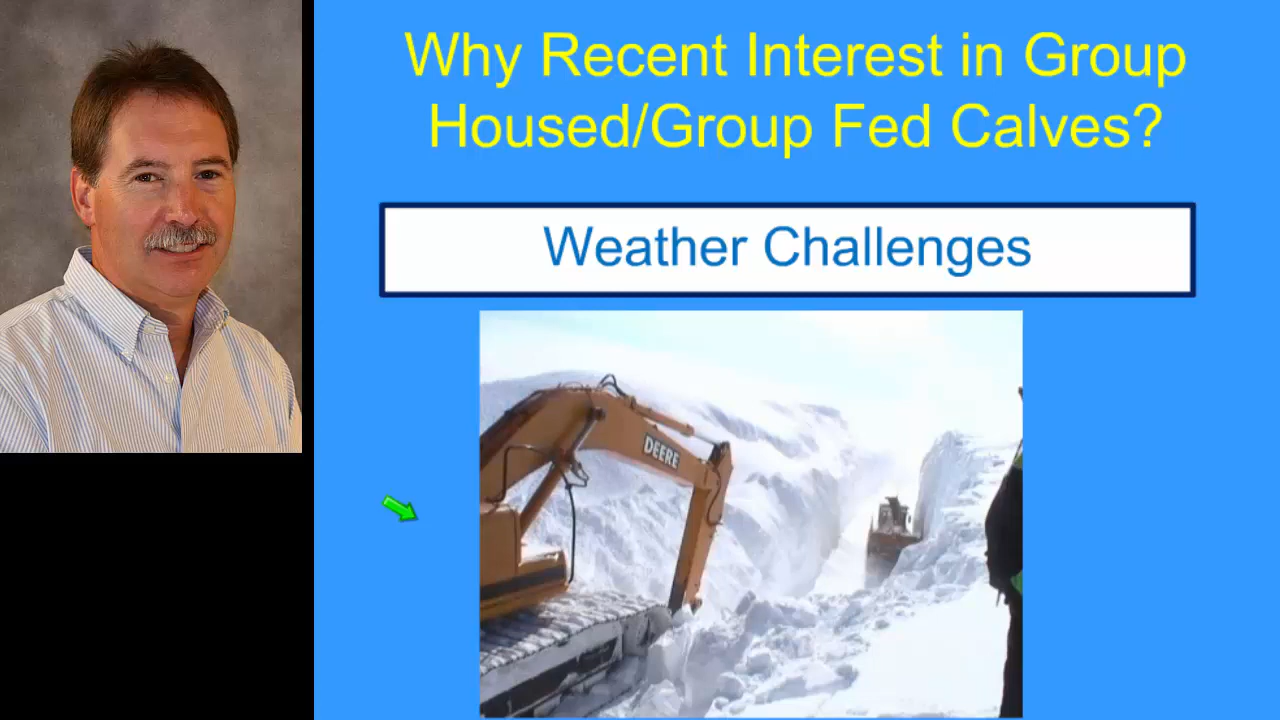 Why Recent Interest in Group
Housed/Group Fed Calves?
Weather Challenges
DEERE